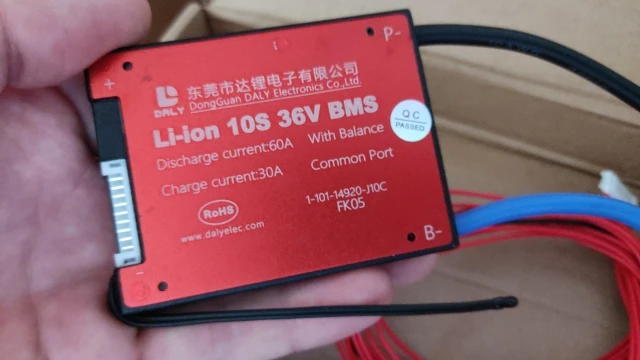 P-
+
DALY
东莞市达锂电子有限公司
DongGuan DALY Electronics Co.,Ltd.
Li-ion 10S 36V BMS
QC
PASSED
Discharge current:60A
With Balance
Charge current:30A
Common Port
RoHS
1-101-14920-J10C
FK05
www.dalyelec.com
B-
-